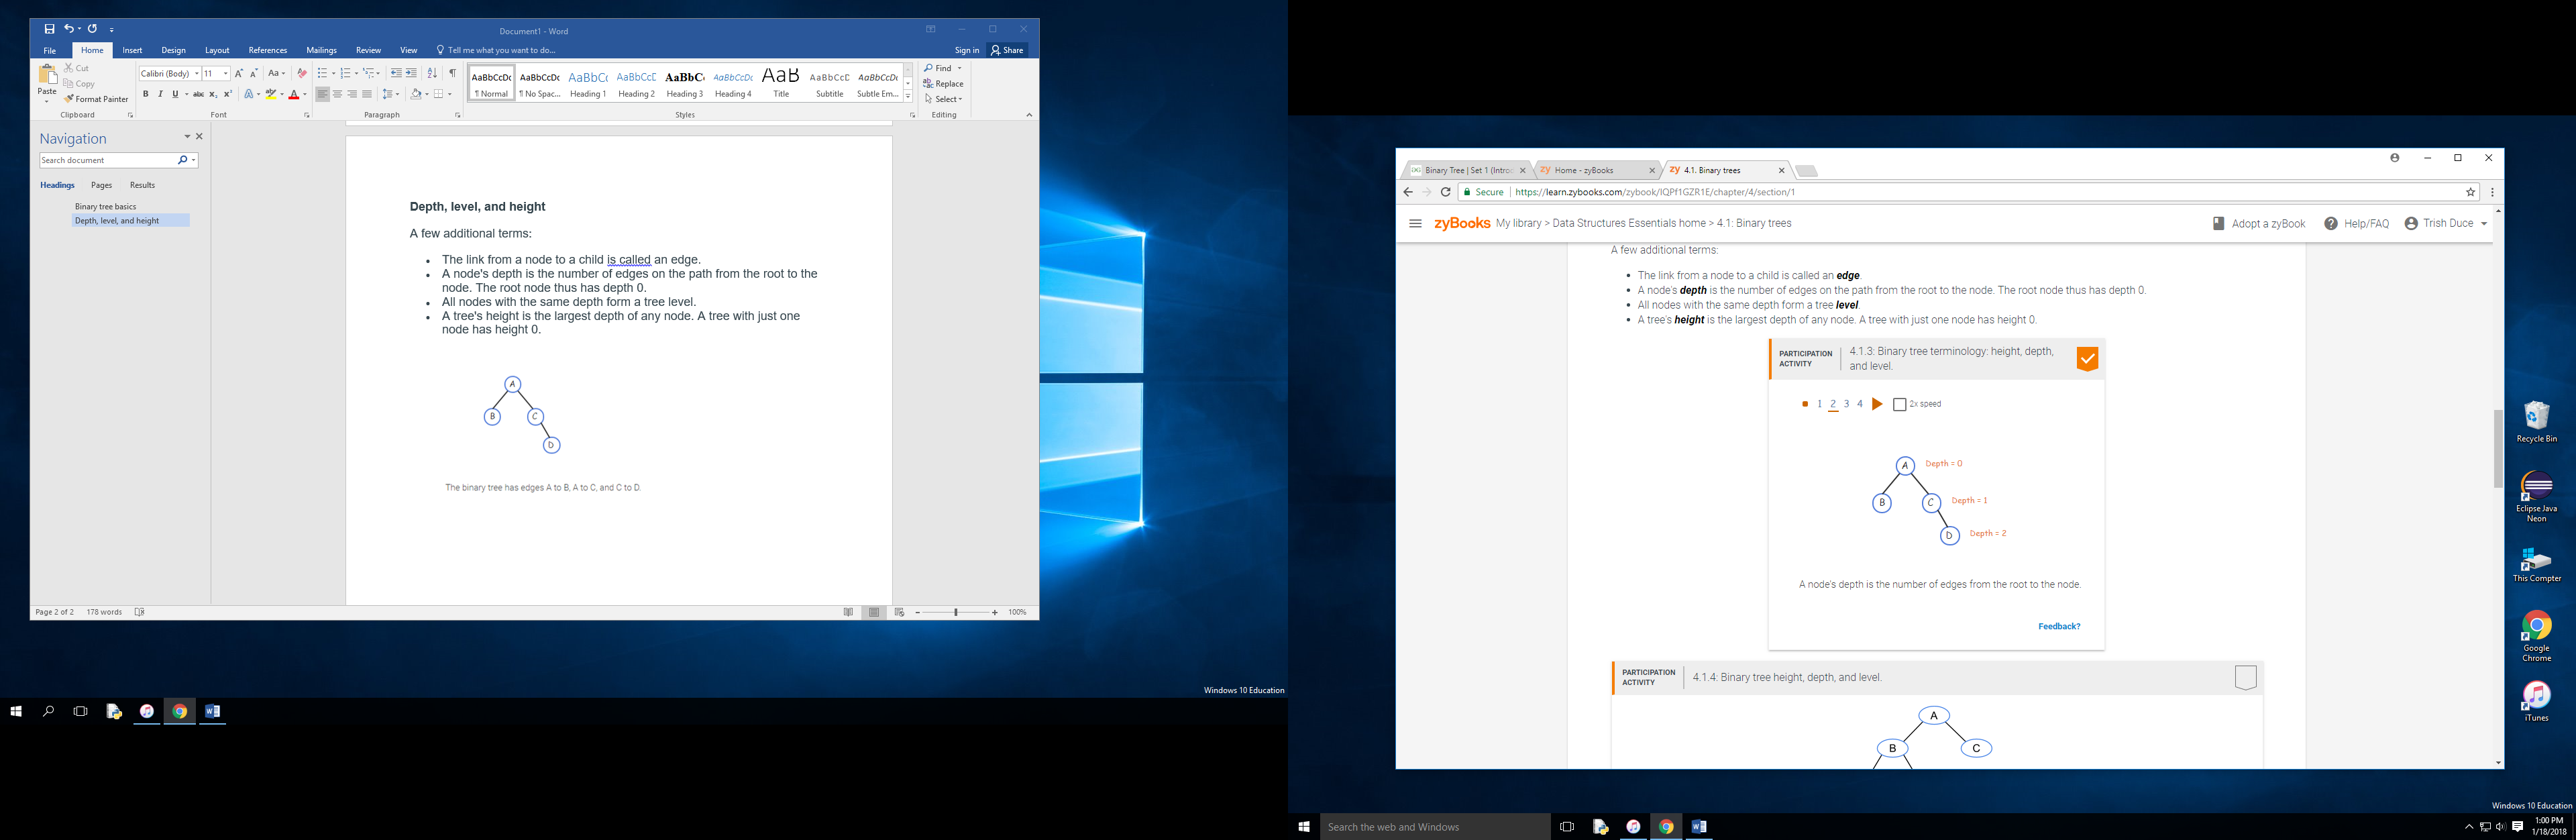 Document1 - Word
File Home Insert Design Layout References Mailings Review View Tell me what you want to do... Sign in Share
Paste Cut Copy Format Painter
Calibri (Body) 11
AaBbCcDc AaBbCcDc AaBbCc AaBbCcD AaBbC AaBbCcDc AaB AaBbCcD AaBbCcDt
¶ Normal ¶ No Spac... Heading 1 Heading 2 Heading 3 Heading 4 Title Subtitle Subtle Em...
Find Replace Select
Clipboard Font Paragraph Styles Editing
Navigation
Search document
Headings Pages Results
Binary tree basics
Depth, level, and height
Depth, level, and height
A few additional terms:
• The link from a node to a child is called an edge.
• A node's depth is the number of edges on the path from the root to the
node. The root node thus has depth 0.
• All nodes with the same depth form a tree level.
• A tree's height is the largest depth of any node. A tree with just one
node has height 0.
A
B C
D
The binary tree has edges A to B, A to C, and C to D.
Page 2 of 2 178 words 100%
Windows 10 Education
Binary Tree | Set 1 (Intro Home - zyBooks 4.1. Binary trees
Secure https://learn.zybooks.com/zybook/IQPf1GZR1E/chapter/4/section/1
zyBooks My library > Data Structures Essentials home > 4.1: Binary trees Adopt a zyBook Help/FAQ Trish Duce
A few additional terms:
• The link from a node to a child is called an edge.
• A node's depth is the number of edges on the path from the root to the node. The root node thus has depth 0.
• All nodes with the same depth form a tree level.
• A tree's height is the largest depth of any node. A tree with just one node has height 0.
PARTICIPATION
ACTIVITY
4.1.3: Binary tree terminology: height, depth,
and level.
1 2 3 4 2x speed
A Depth = 0
B C Depth = 1
D Depth = 2
A node's depth is the number of edges from the root to the node.
Feedback?
PARTICIPATION
ACTIVITY
4.1.4: Binary tree height, depth, and level.
A
B C
Recycle Bin
Eclipse Java
Neon
This Compter
Google
Chrome
iTunes
Windows 10 Education
Search the web and Windows
1:00 PM
1/18/2018